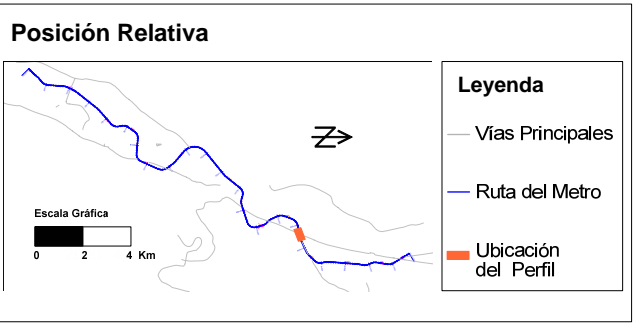 Posición Relativa
Z
Escala Gráfica
0 2 4 Km
Leyenda
Vías Principales
Ruta del Metro
Ubicación
del Perfil